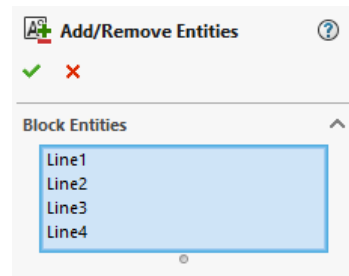 Add/Remove Entities
Block Entities
Line1
Line2
Line3
Line4